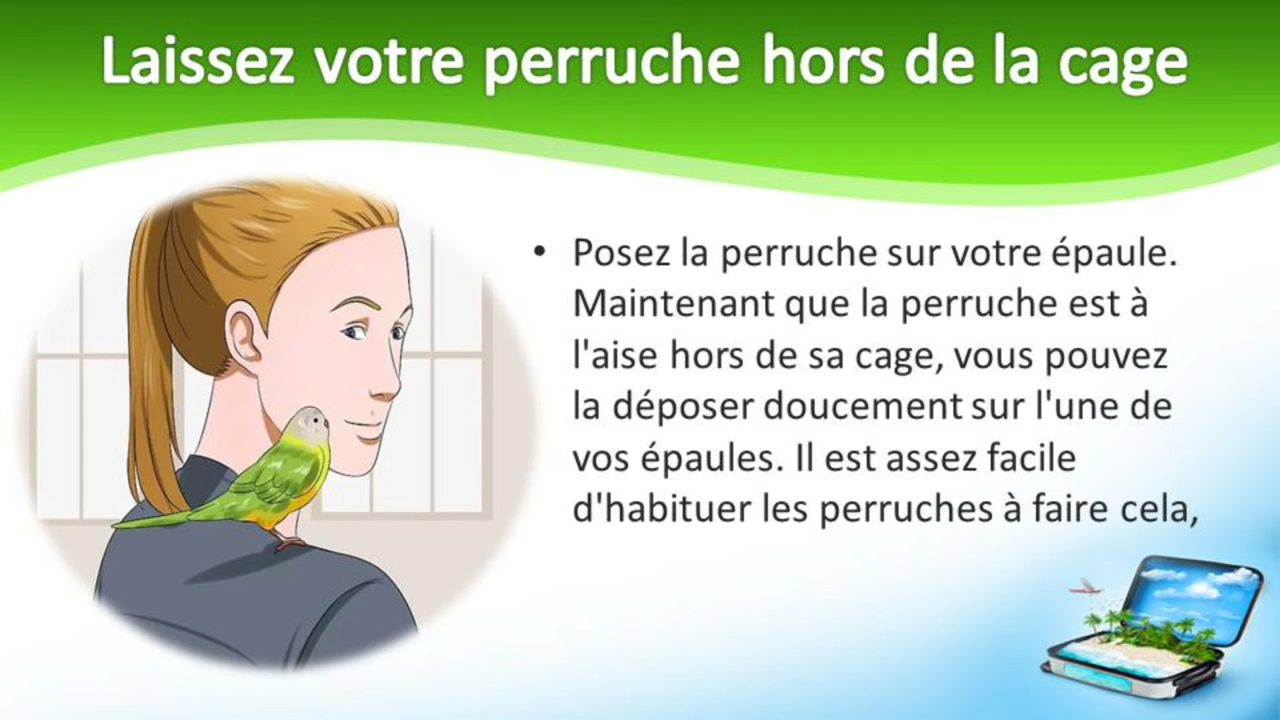 Laissez votre perruche hors de la cage
• Posez la perruche sur votre épaule.
Maintenant que la perruche est à
l'aise hors de sa cage, vous pouvez
la déposer doucement sur l'une de
vos épaules. Il est assez facile
d'habituer les perruches à faire cela,